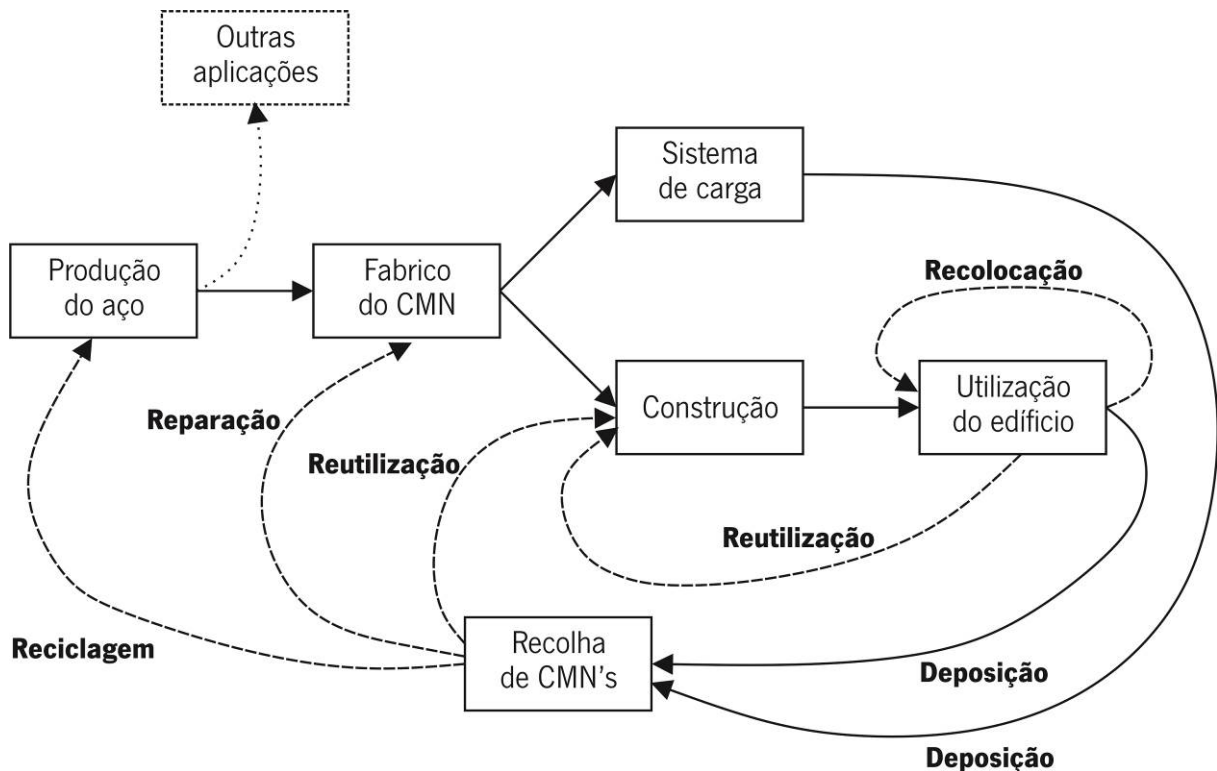 Outras
aplicações
Sistema
de carga
Produção
do aço
Fabrico
do CMN
Recolocação
Construção
Utilização
do edíficio
Reparação
Reutilização
Reutilização
Reciclagem
Recolha
de CMN's
Deposição
Deposição